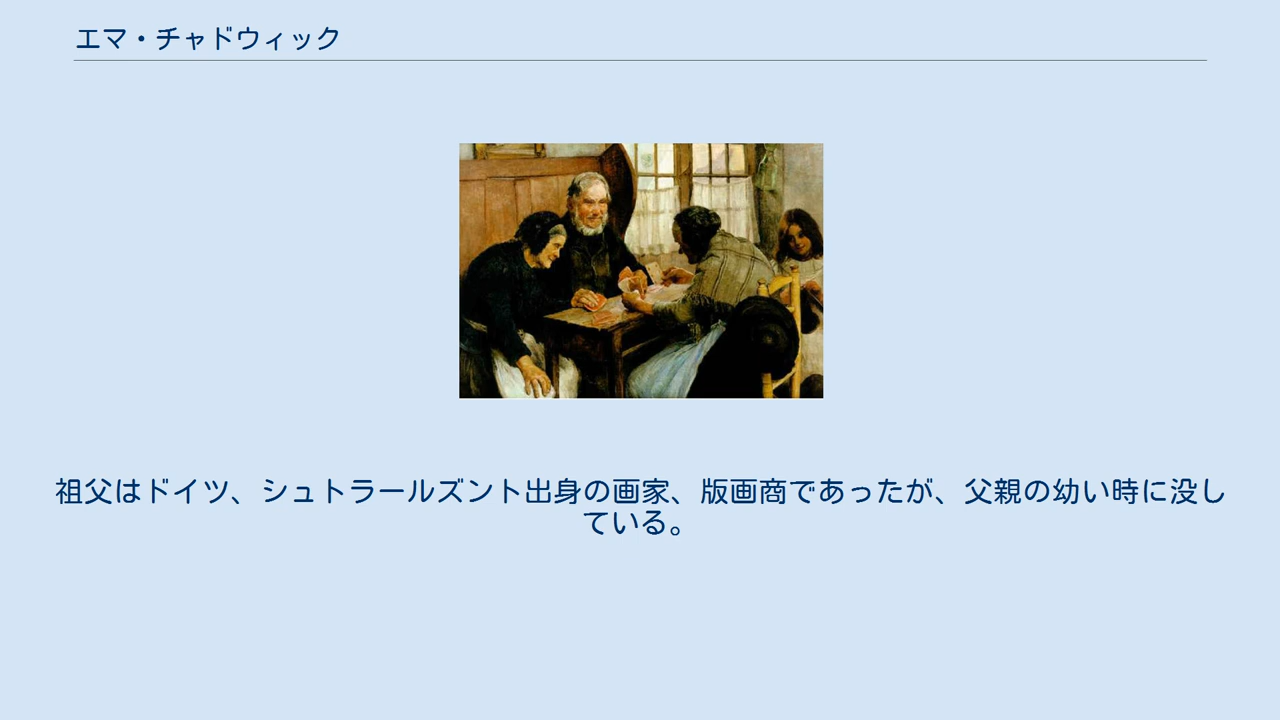 エマ・チャドウィック
祖父はドイツ、シュトラールズント出身の画家、版画商であったが、父親の幼い時に没し
ている。